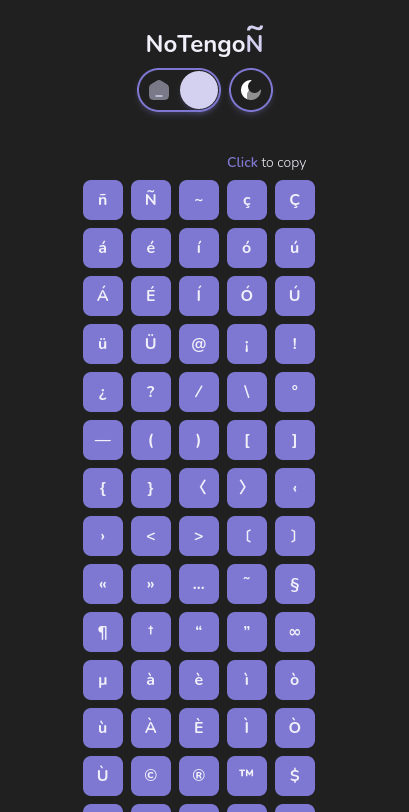 NoTengoÑ
Click to copy
ñ Ñ ~ ç Ç
á é í ó ú
Á É Í Ó Ú
ü Ü @ ¡ !
¿ ? / \ °
— ( ) [ ]
{ } 〈 〉 ‹
› < > 〔 〕
« » … ˜ §
¶ † “ ” ∞
µ à è ì ò
ù À È Ì Ò
Ù © ® ™ $